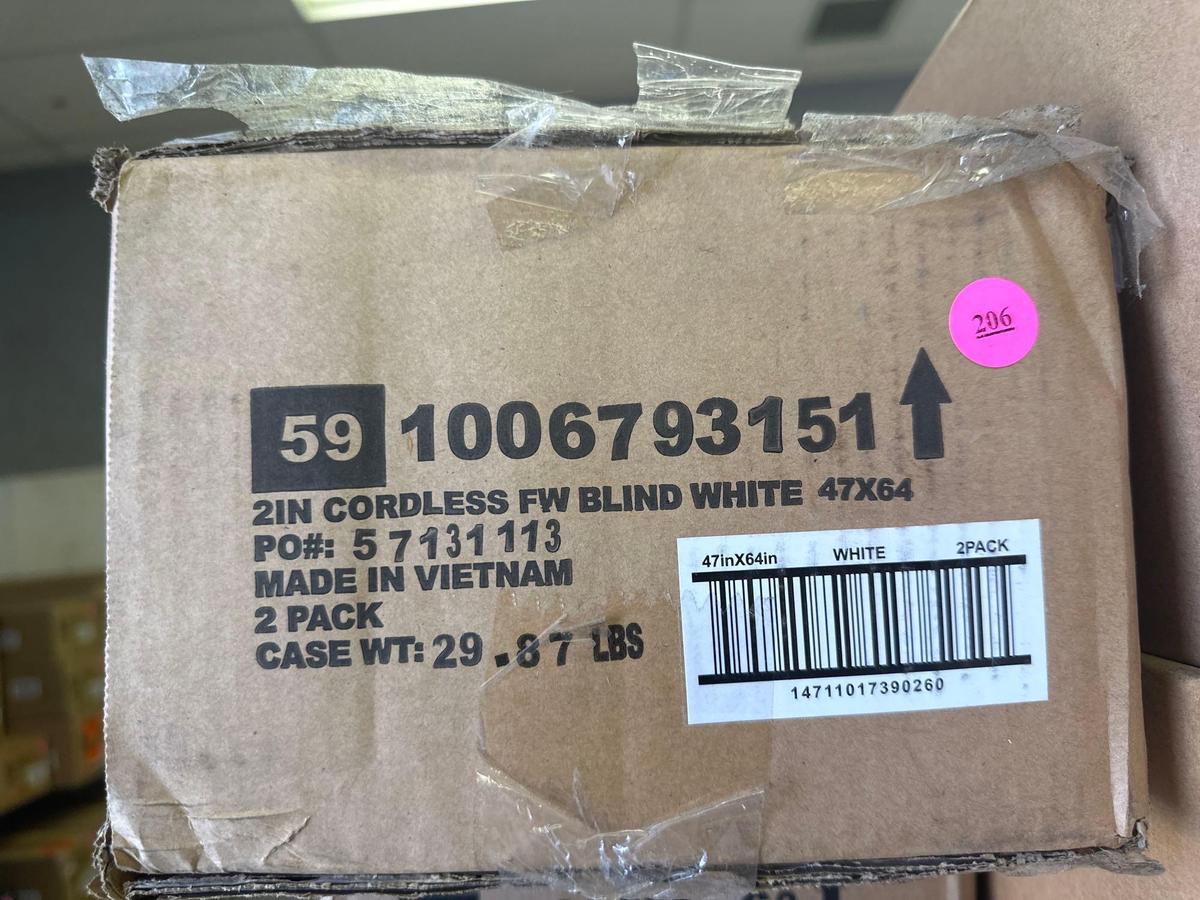 206
59 1006793151
2IN CORDLESS FW BLIND WHITE 47X64
PO#: 57131113
MADE IN VIETNAM
2 PACK
CASE WT: 29.87 LBS
47inX64in WHITE 2PACK
14711017390260